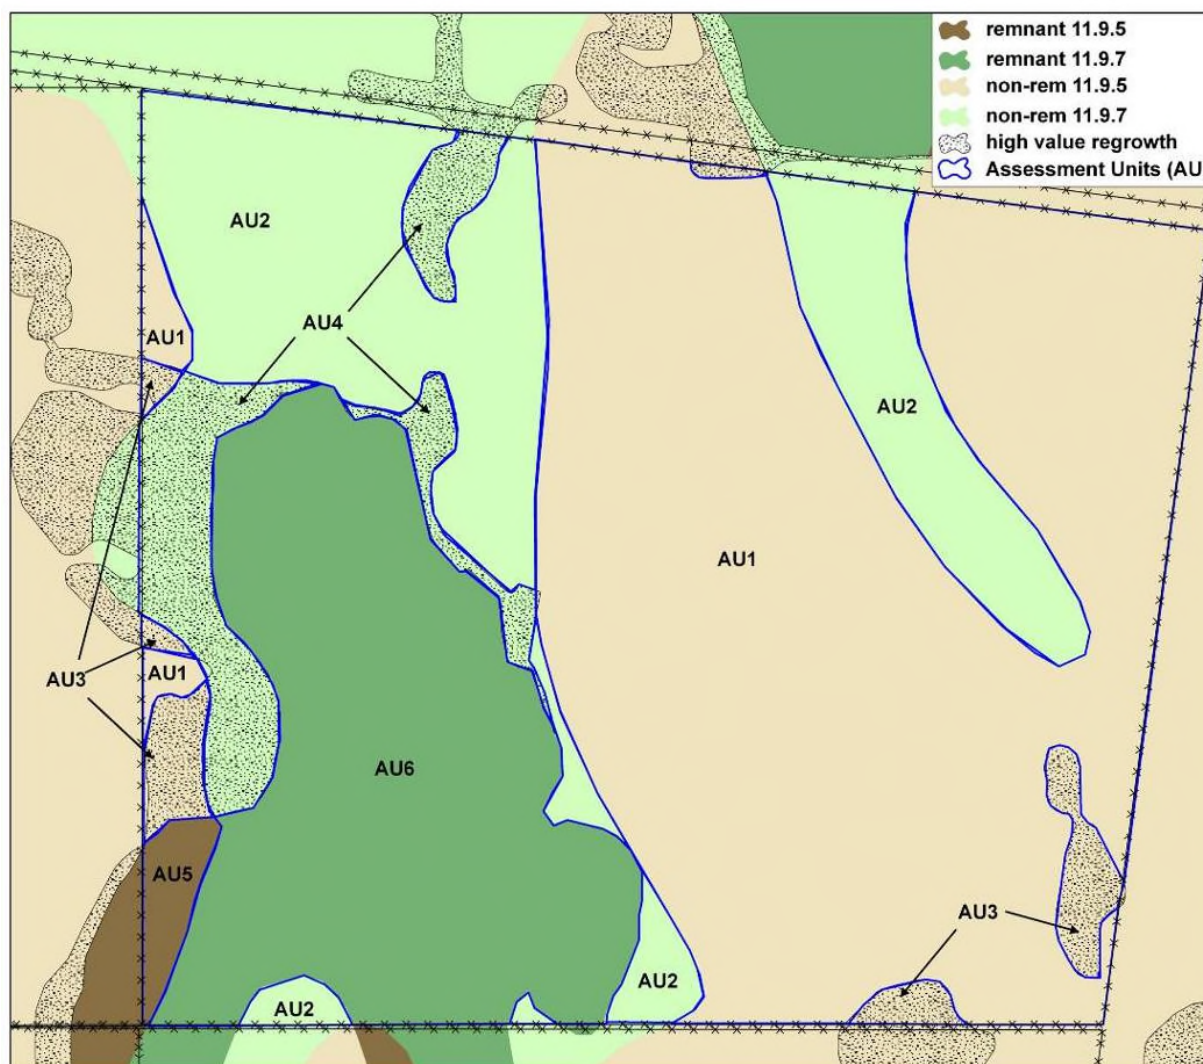 remnant 11.9.5
remnant 11.9.7
non-rem 11.9.5
non-rem 11.9.7
high value regrowth
Assessment Units (AU
AU2
AU4
AU1
AU2
AU1
AU3
AU1
AU6
AU5
AU3
AU2
AU2